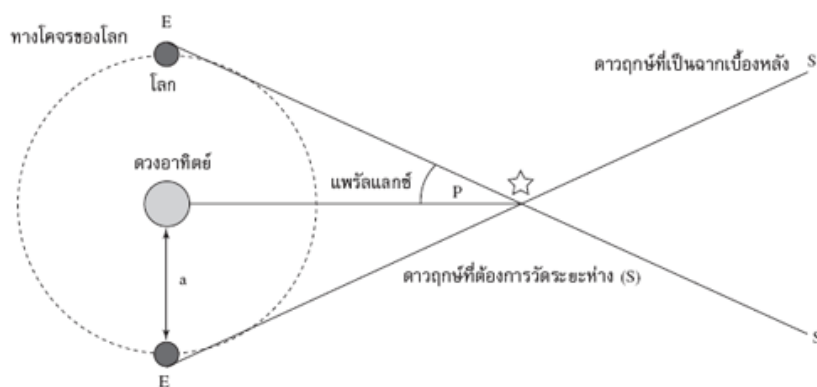 E
ทางโคจรของโลก
โลก
ดาวฤกษ์ที่เป็นฉากเบื้องหลัง
S
ดวงอาทิตย์
แพรัลแลกซ์
P
a
ดาวฤกษ์ที่ต้องการวัดระยะห่าง (S)
S
E